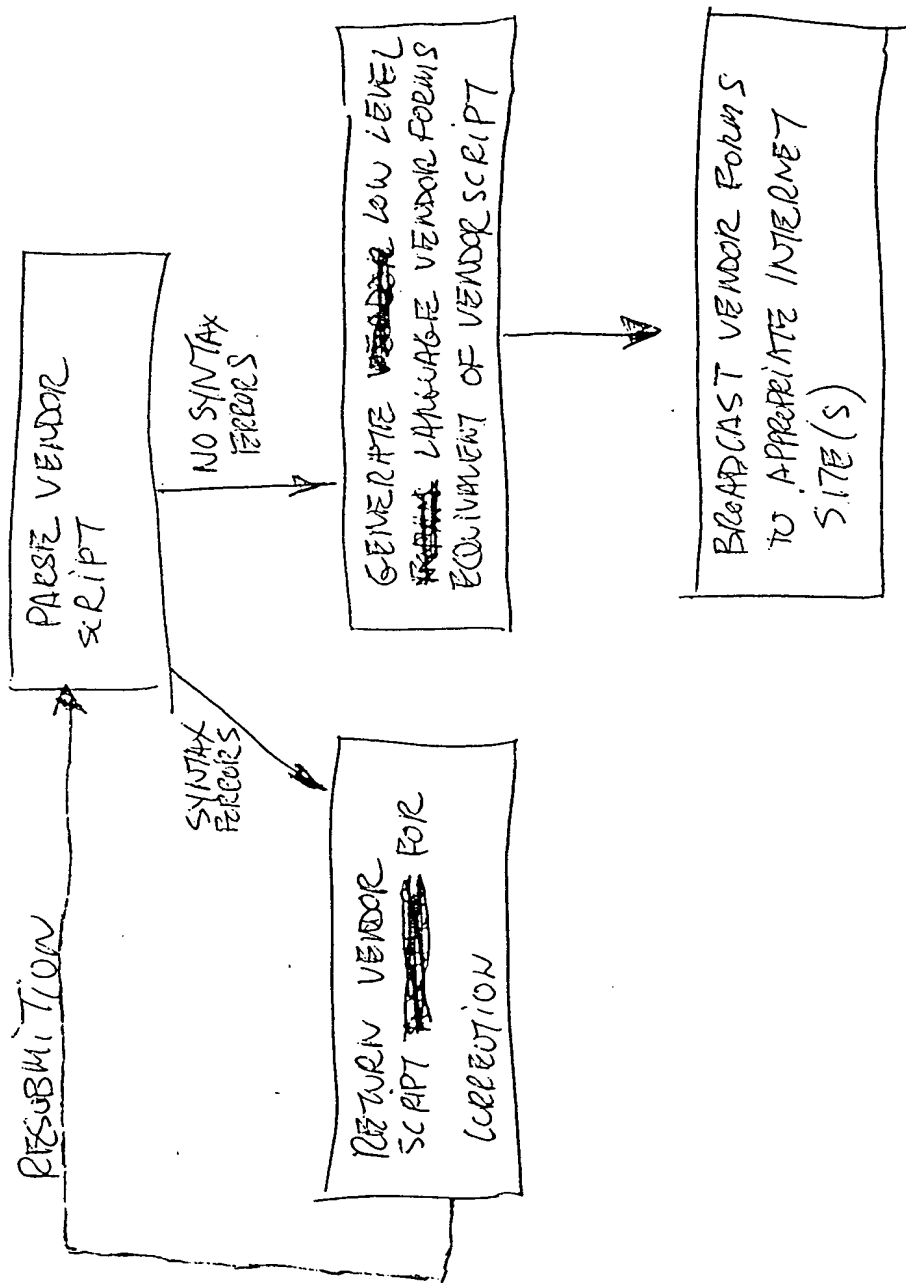 PARSE VENDOR
SCRIPT
NO SYNTAX
ERRORS
SYNTAX
ERRORS
RESUBMITION
GENERATE LOW LEVEL
LANGUAGE VENDOR FORMS
EQUIVALENT OF VENDOR SCRIPT
RETURN VENDOR
SCRIPT FOR
CORRECTION
BROADCAST VENDOR FORMS
TO APPROPRIATE INTERNET
SITE(S)